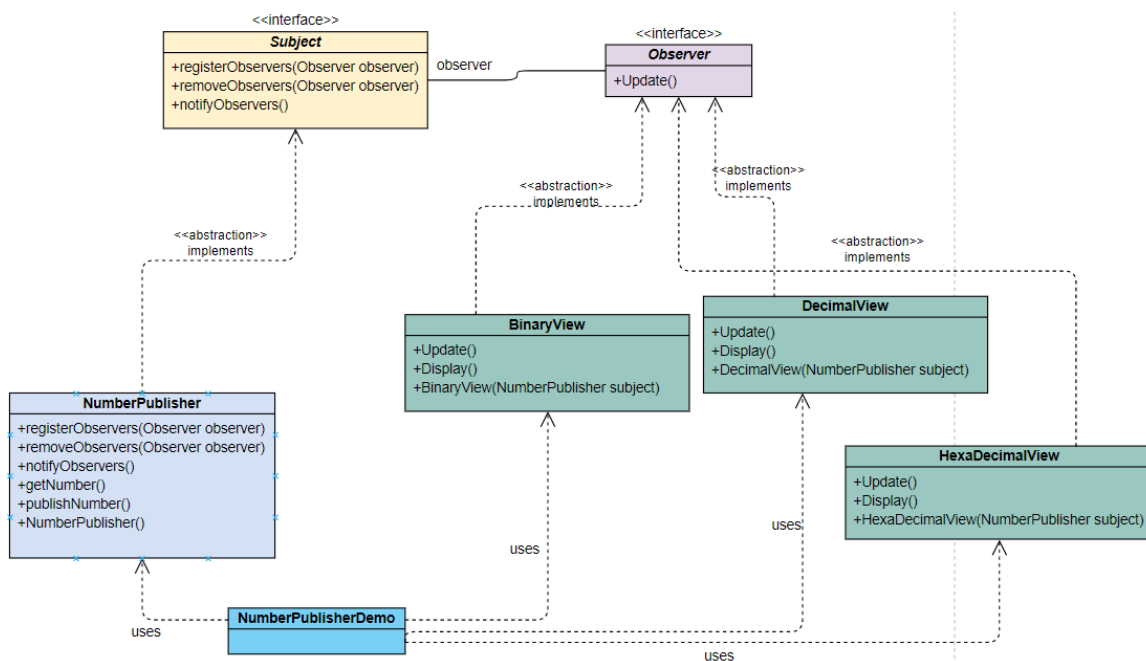 <<interface>>
Subject
+registerObservers(Observer observer)
+removeObservers(Observer observer)
+notifyObservers()
observer
<<interface>>
Observer
+Update()
<<abstraction>>
implements
<<abstraction>>
implements
<<abstraction>>
implements
<<abstraction>>
implements
BinaryView
+Update()
+Display()
+BinaryView(NumberPublisher subject)
DecimalView
+Update()
+Display()
+DecimalView(NumberPublisher subject)
NumberPublisher
+registerObservers(Observer observer)
+removeObservers(Observer observer)
+notifyObservers()
+getNumber()
+publishNumber()
+NumberPublisher()
HexaDecimalView
+Update()
+Display()
+HexaDecimalView(NumberPublisher subject)
uses
uses
NumberPublisherDemo
uses
uses